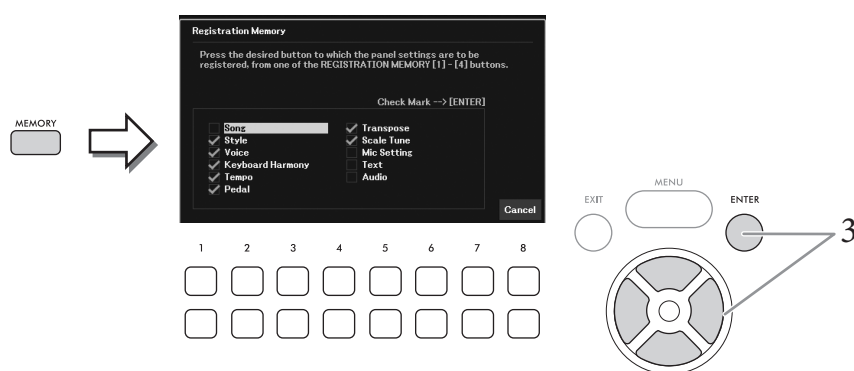 Registration Memory
Press the desired button to which the panel settings are to be
registered, from one of the REGISTRATION MEMORY [1] - [4] buttons.
Check Mark --> [ENTER]
MEMORY
Song
Style
Voice
Keyboard Harmony
Tempo
Pedal
Transpose
Scale Tune
Mic Setting
Text
Audio
Cancel
EXIT
MENU
ENTER
3
1 2 3 4 5 6 7 8